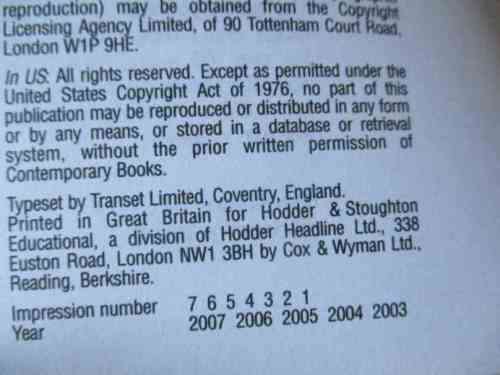 reproduction) may be obtained from the Copyright
Licensing Agency Limited, of 90 Tottenham Court Road,
London W1P 9HE.
In US: All rights reserved. Except as permitted under the
United States Copyright Act of 1976, no part of this
publication may be reproduced or distributed in any form
or by any means, or stored in a database or retrieval
system, without the prior written permission of
Contemporary Books.
Typeset by Transet Limited, Coventry, England.
Printed in Great Britain for Hodder & Stoughton
Educational, a division of Hodder Headline Ltd., 338
Euston Road, London NW1 3BH by Cox & Wyman Ltd.,
Reading, Berkshire.
Impression number 7 6 5 4 3 2 1
Year 2007 2006 2005 2004 2003